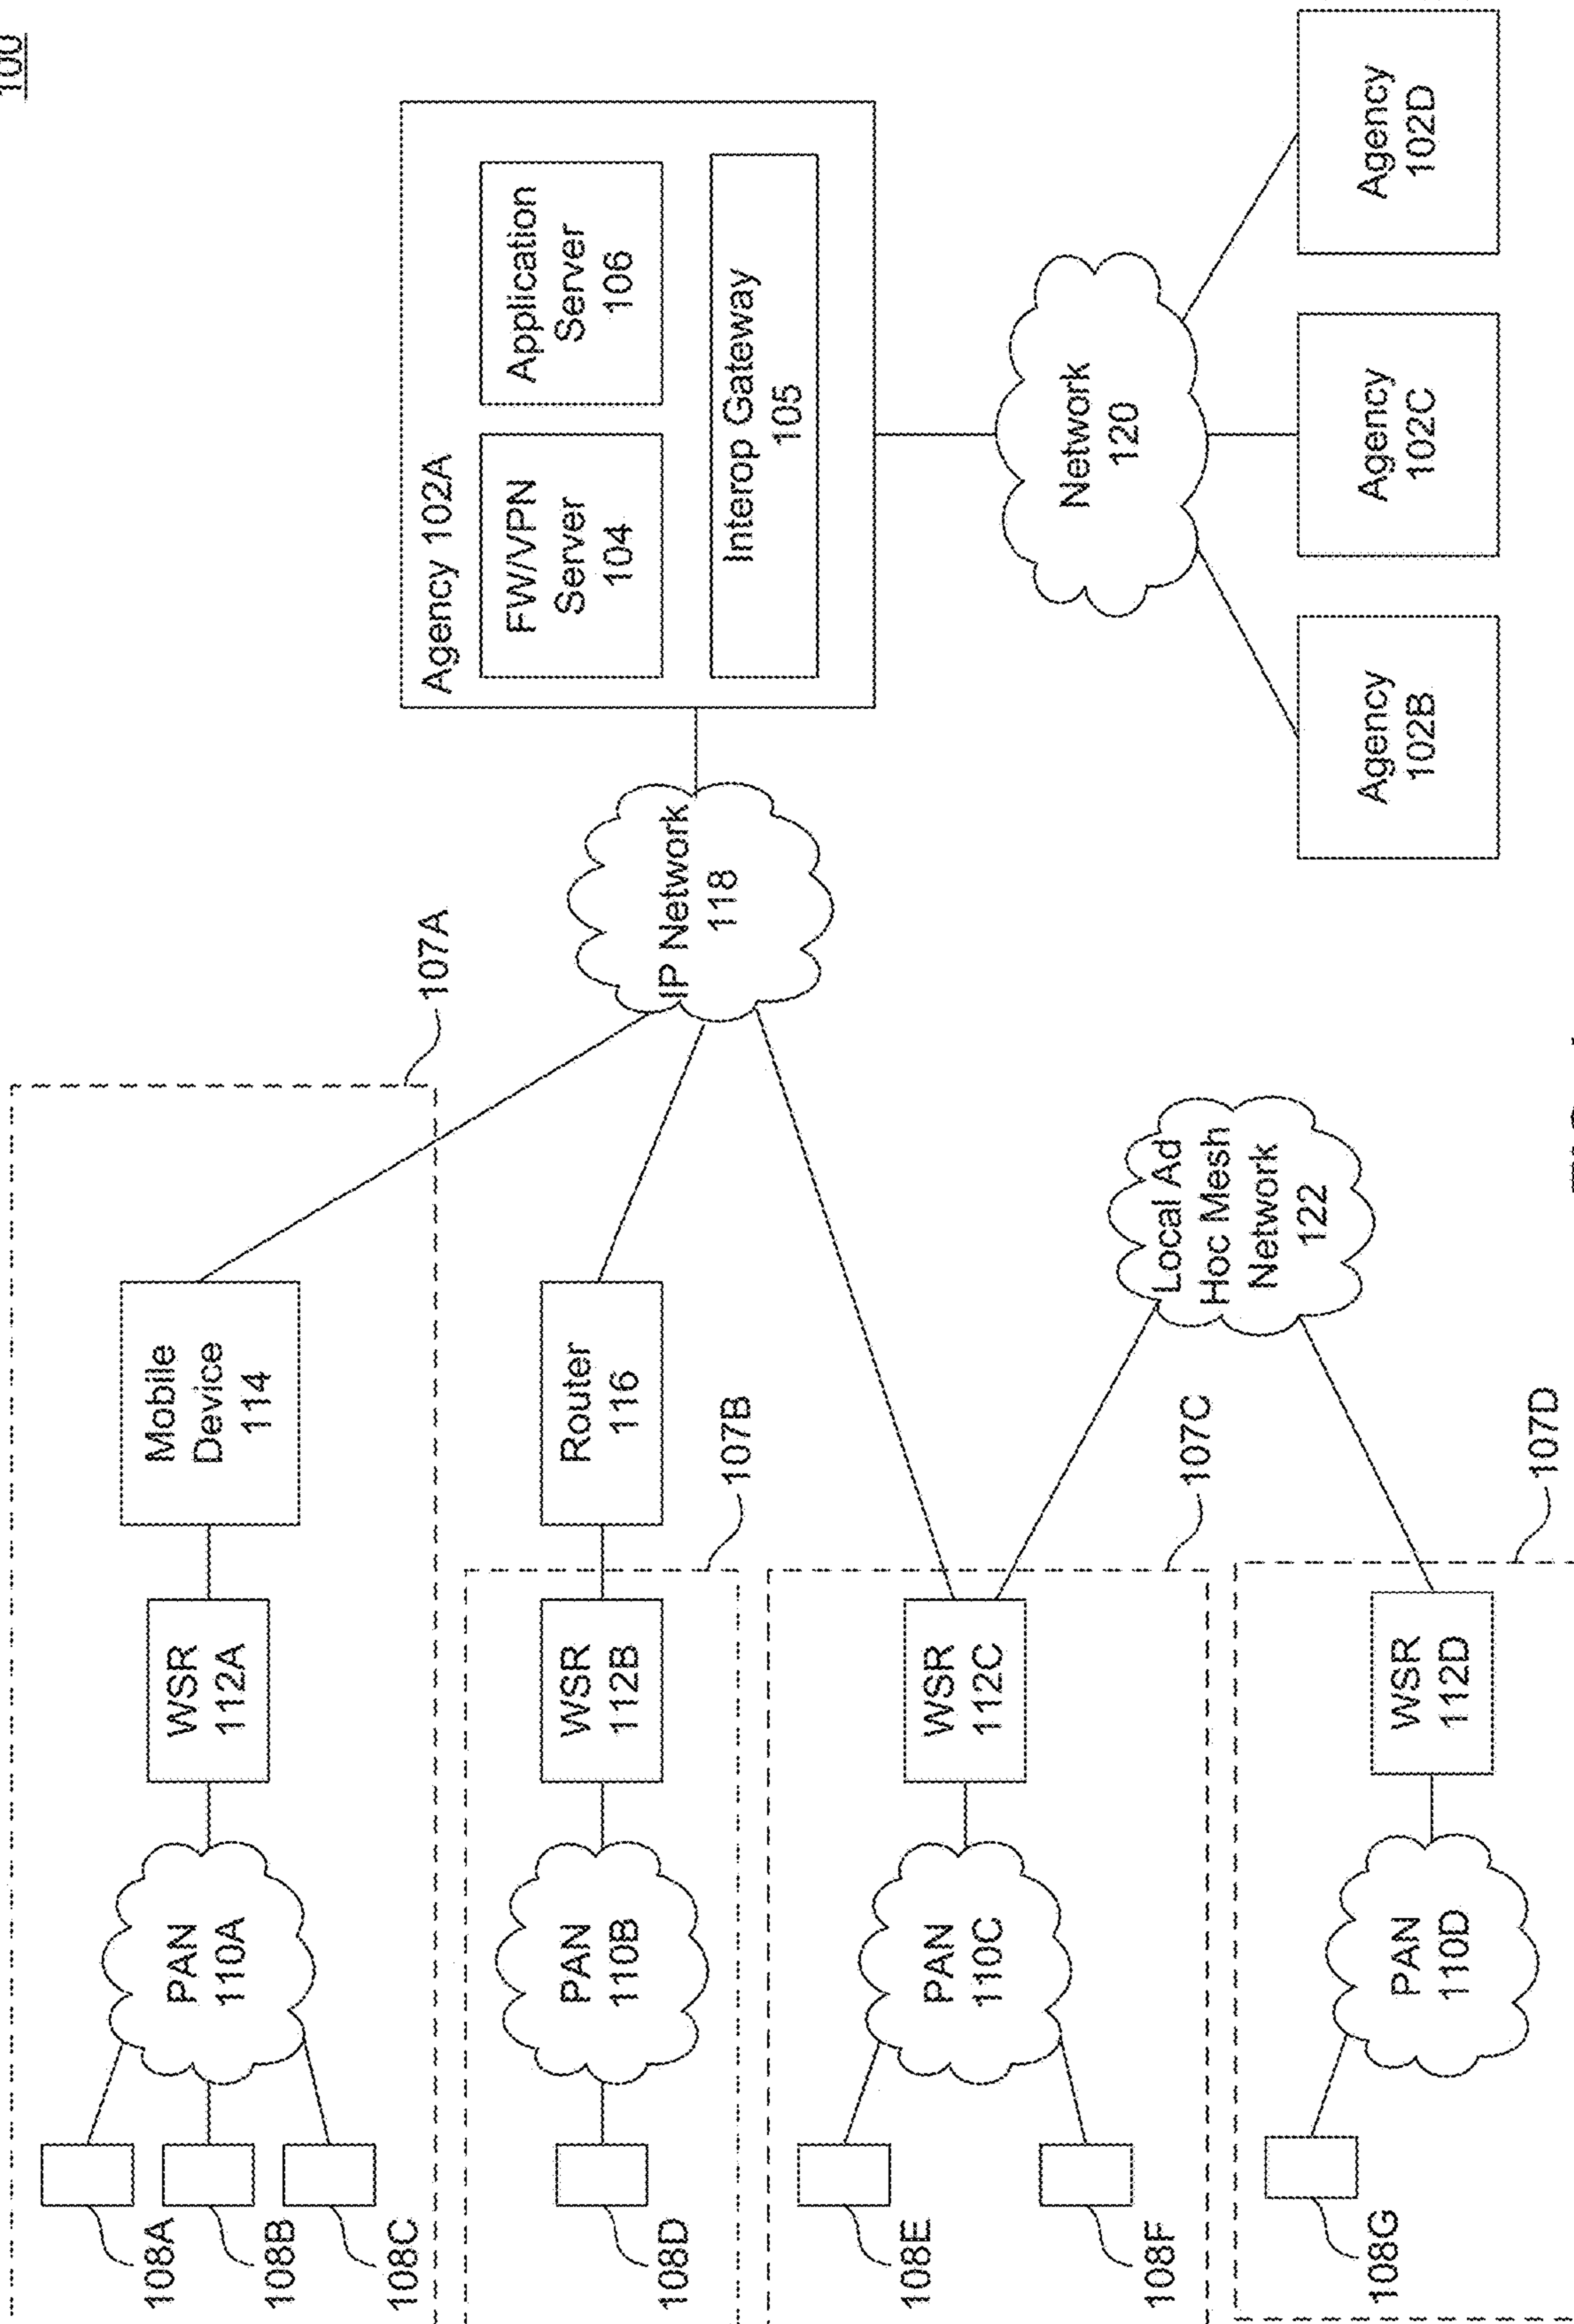 100
107A
108A
108B
108C
PAN
110A
WSR
112A
Mobile
Device
114
108D
PAN
110B
WSR
112B
Router
116
107B
108E
108F
PAN
110C
WSR
112C
107C
108G
PAN
110D
WSR
112D
107D
Local Ad
Hoc Mesh
Network
122
IP Network
118
Agency 102A
FW/VPN
Server
104
Application
Server
106
Interop Gateway
105
Network
120
Agency
102B
Agency
102C
Agency
102D